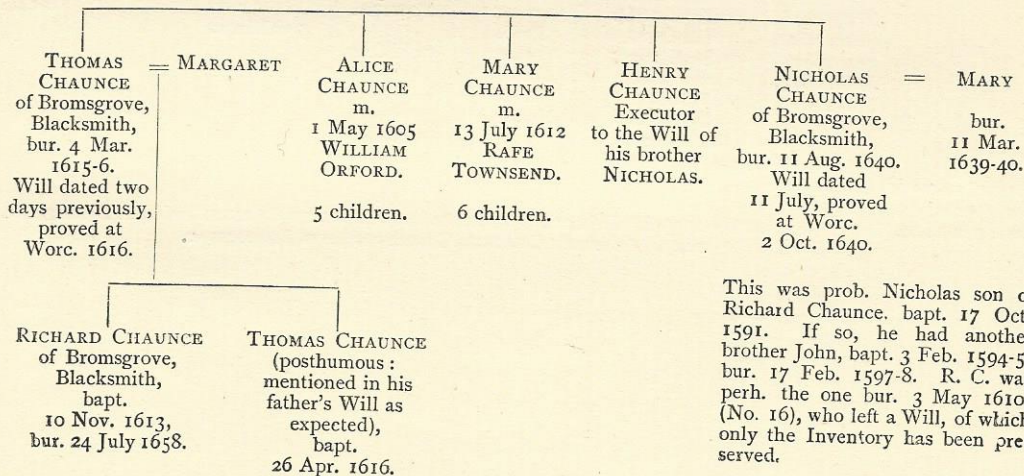 THOMAS
CHAUNCE
of Bromsgrove,
Blacksmith,
bur. 4 Mar.
1615-6.
Will dated two
days previously,
proved at
Worc. 1616.
=
MARGARET
ALICE
CHAUNCE
m.
1 May 1605
WILLIAM
ORFORD.
5 children.
MARY
CHAUNCE
m.
13 July 1612
RAFE
TOWNSEND.
6 children.
HENRY
CHAUNCE
Executor
to the Will of
his brother
NICHOLAS.
NICHOLAS
CHAUNCE
of Bromsgrove,
Blacksmith,
bur. 11 Aug. 1640.
Will dated
11 July, proved
at Worc.
2 Oct. 1640.
=
MARY
bur.
11 Mar.
1639-40.
RICHARD CHAUNCE
of Bromsgrove,
Blacksmith,
bapt.
10 Nov. 1613,
bur. 24 July 1658.
THOMAS CHAUNCE
(posthumous :
mentioned in his
father's Will as
expected),
bapt.
26 Apr. 1616.
This was prob. Nicholas son
Richard Chaunce. bapt. 17 Oct
1591. If so, he had anothe
brother John, bapt. 3 Feb. 1594-5
bur. 17 Feb. 1597-8. R. C. wa
perh. the one bur. 3 May 1610
(No. 16), who left a Will, of which
only the Inventory has been pre
served.